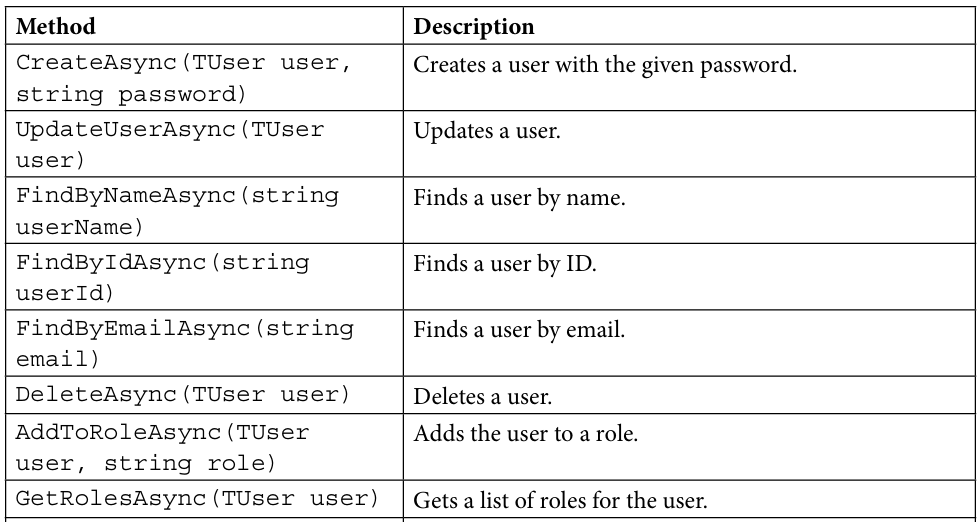 Method Description
CreateAsync(TUser user, Creates a user with the given password.
string password)
UpdateUserAsync(TUser Updates a user.
user)
FindByNameAsync(string Finds a user by name.
userName)
FindByIdAsync(string Finds a user by ID.
userId)
FindByEmailAsync(string Finds a user by email.
email)
DeleteAsync(TUser user) Deletes a user.
AddToRoleAsync(TUser Adds the user to a role.
user, string role)
GetRolesAsync(TUser user) Gets a list of roles for the user.